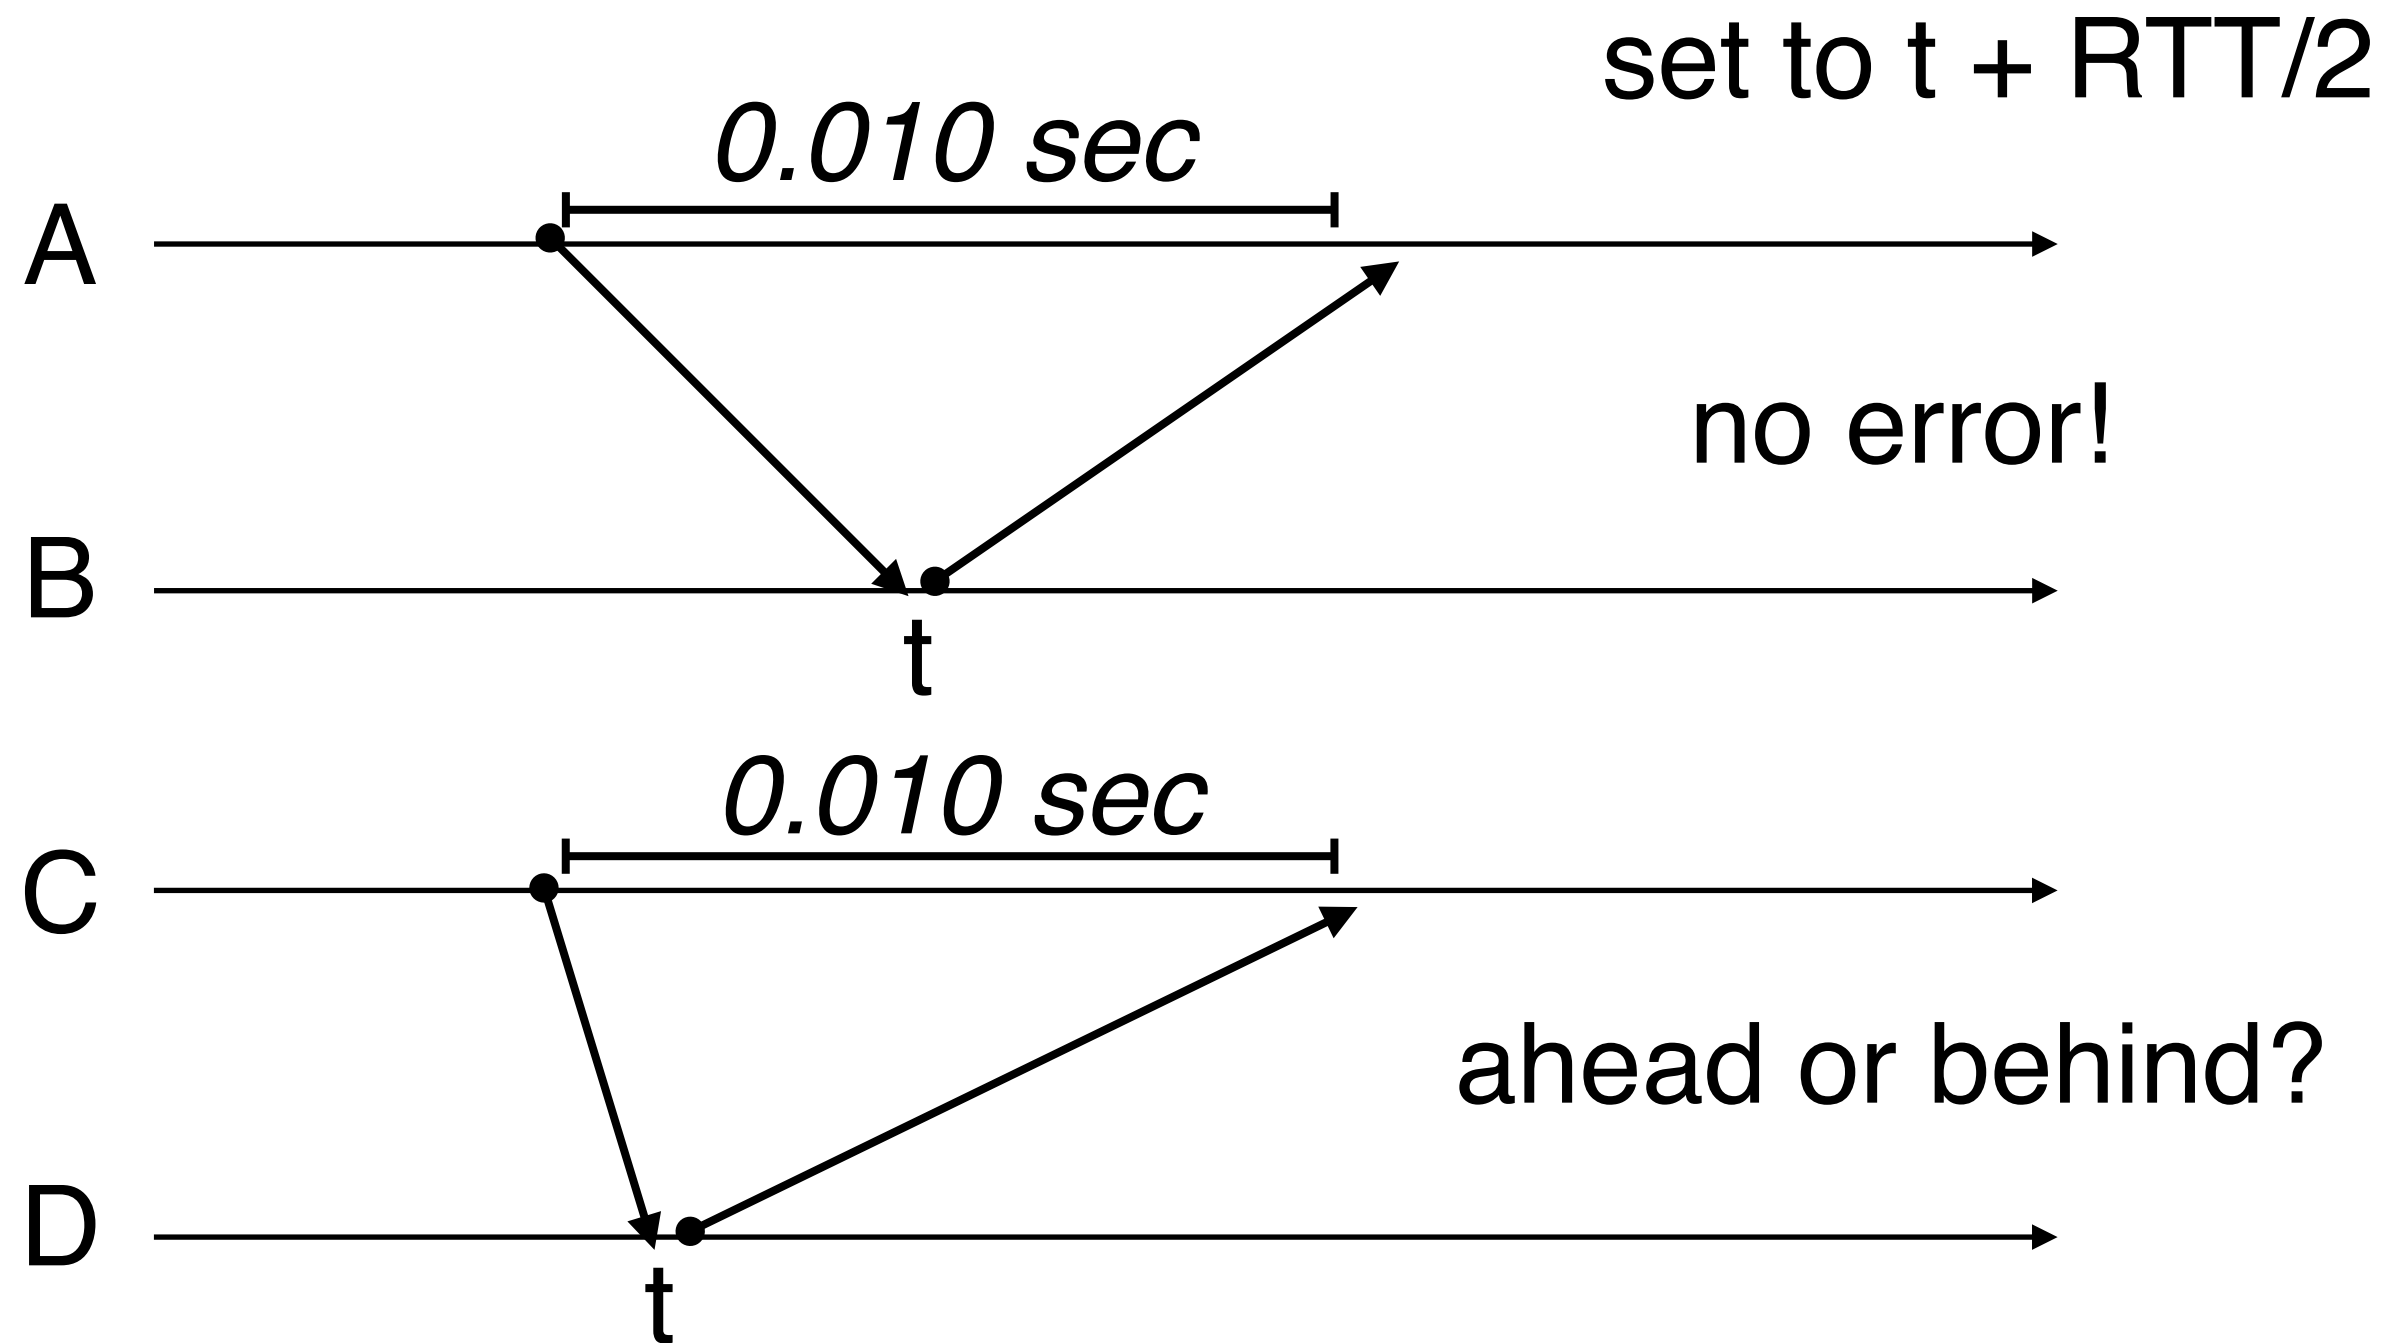 set to t + RTT/2
0.010 sec
A
no error!
B
t
0.010 sec
C
ahead or behind?
D
t